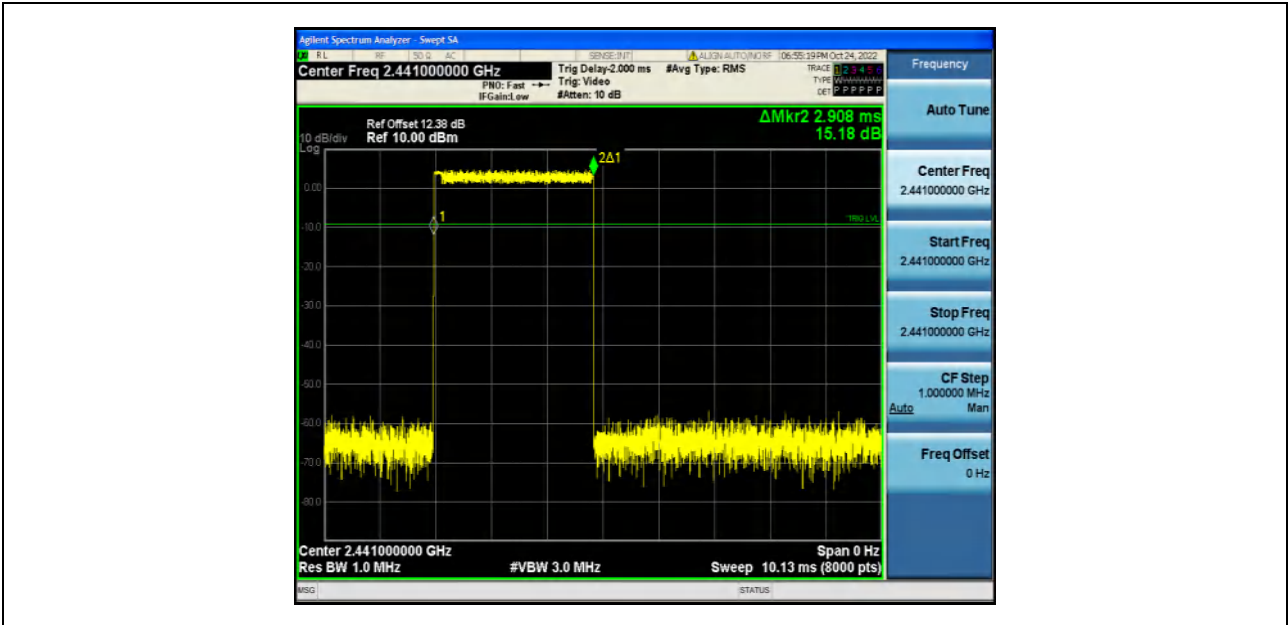 Agilent Spectrum Analyzer - Swept SA
RL RF 50 Ω AC SENSE:INT ALIGN AUTO/NO RF 06:55:19 PM Oct 24, 2022
Center Freq 2.441000000 GHz
PNO: Fast
IFGain:Low
Trig Delay-2.000 ms
Trig: Video
#Atten: 10 dB
#Avg Type: RMS
TRACE 1 2 3 4 5 6
TYPE
DET P P P P P P
Frequency
Auto Tune
Center Freq
2.441000000 GHz
Start Freq
2.441000000 GHz
Stop Freq
2.441000000 GHz
CF Step
1.000000 MHz
Auto Man
Freq Offset
0 Hz
ΔMkr2 2.908 ms
15.18 dB
Ref Offset 12.38 dB
10 dB/div Ref 10.00 dBm
Log
2Δ1
0.00
1
TRIG LVL
-10.0
-20.0
-30.0
-40.0
-50.0
-60.0
-70.0
-80.0
Center 2.441000000 GHz Span 0 Hz
Res BW 1.0 MHz #VBW 3.0 MHz Sweep 10.13 ms (8000 pts)
MSG STATUS